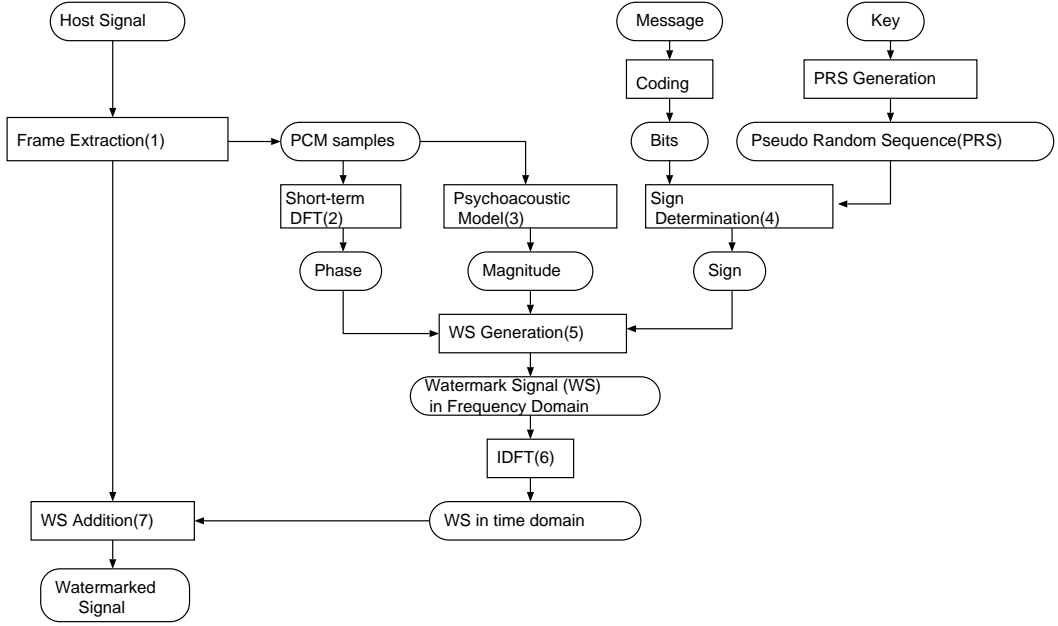 Host Signal
Message
Key
Coding
PRS Generation
Frame Extraction(1)
PCM samples
Bits
Pseudo Random Sequence(PRS)
Short-term
DFT(2)
Psychoacoustic
Model(3)
Sign
Determination(4)
Phase
Magnitude
Sign
WS Generation(5)
Watermark Signal (WS)
in Frequency Domain
IDFT(6)
WS Addition(7)
WS in time domain
Watermarked
Signal